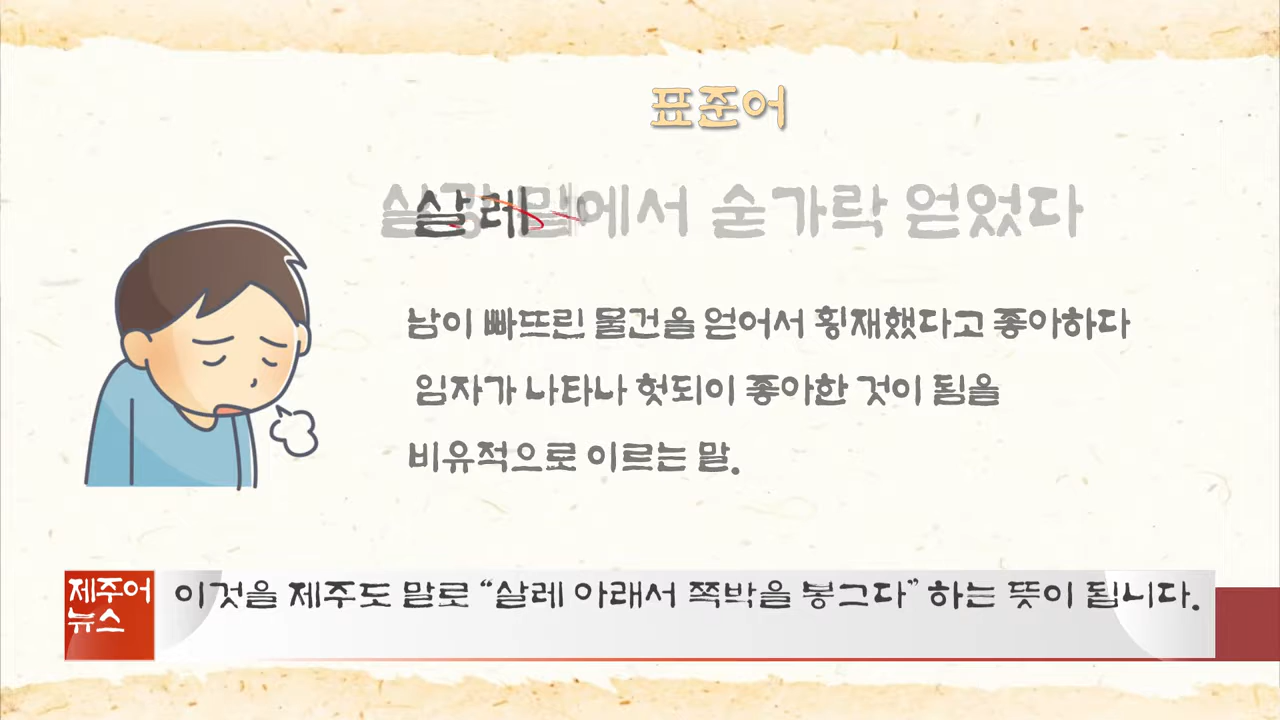 표준어
살레
살강 밑에서 숟가락 얻었다
남이 빠뜨린 물건을 얻어서 횡재했다고 좋아하다
임자가 나타나 헛되이 좋아한 것이 됨을
비유적으로 이르는 말.
제주어
뉴스
이것을 제주도 말로 “살레 아래서 쪽박을 봉그다” 하는 뜻이 됩니다.